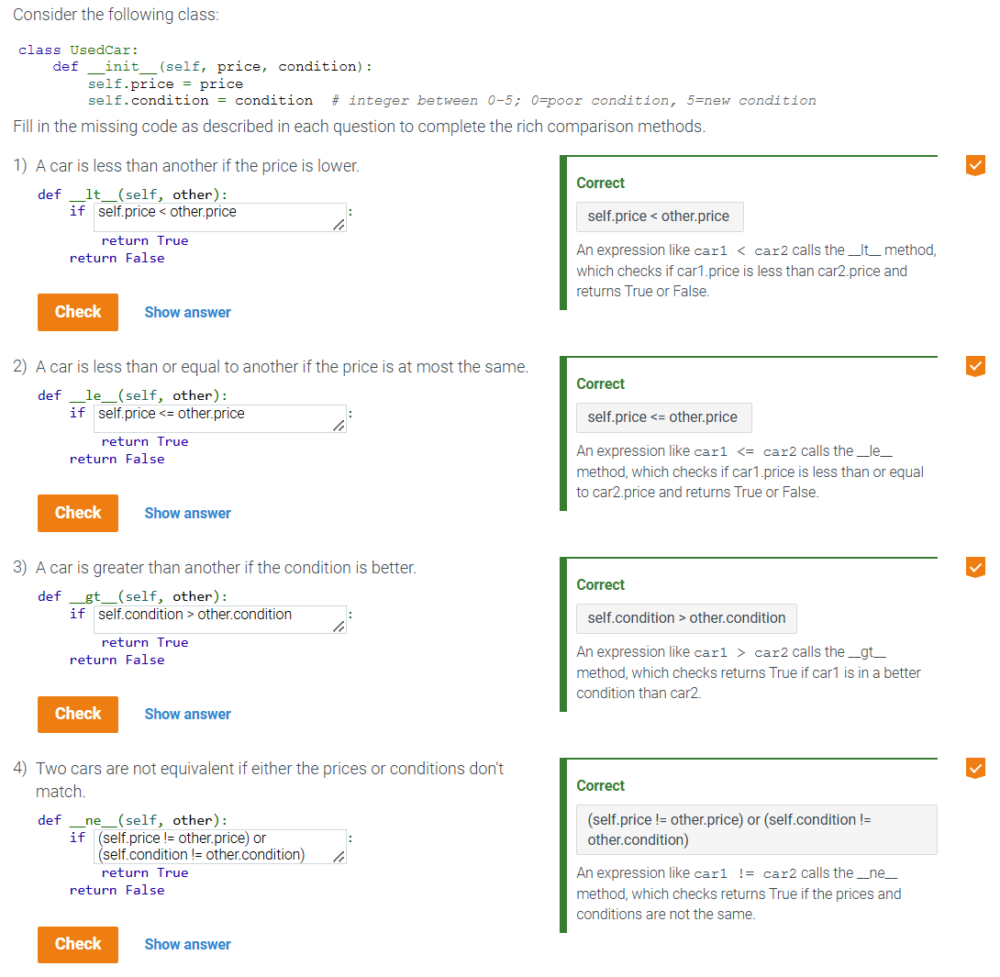 Consider the following class:
class UsedCar:
    def __init__(self, price, condition):
        self.price = price
        self.condition = condition  # integer between 0-5; 0=poor condition, 5=new condition
Fill in the missing code as described in each question to complete the rich comparison methods.
1) A car is less than another if the price is lower.
def __lt__(self, other):
    if self.price < other.price :
        return True
    return False
Check Show answer
Correct
self.price < other.price
An expression like car1 < car2 calls the __lt__ method,
which checks if car1.price is less than car2.price and
returns True or False.
2) A car is less than or equal to another if the price is at most the same.
def __le__(self, other):
    if self.price <= other.price :
        return True
    return False
Check Show answer
Correct
self.price <= other.price
An expression like car1 <= car2 calls the __le__
method, which checks if car1.price is less than or equal
to car2.price and returns True or False.
3) A car is greater than another if the condition is better.
def __gt__(self, other):
    if self.condition > other.condition :
        return True
    return False
Check Show answer
Correct
self.condition > other.condition
An expression like car1 > car2 calls the __gt__
method, which checks returns True if car1 is in a better
condition than car2.
4) Two cars are not equivalent if either the prices or conditions don't
match.
def __ne__(self, other):
    if (self.price != other.price) or :
(self.condition != other.condition)
        return True
    return False
Check Show answer
Correct
(self.price != other.price) or (self.condition !=
other.condition)
An expression like car1 != car2 calls the __ne__
method, which checks returns True if the prices and
conditions are not the same.